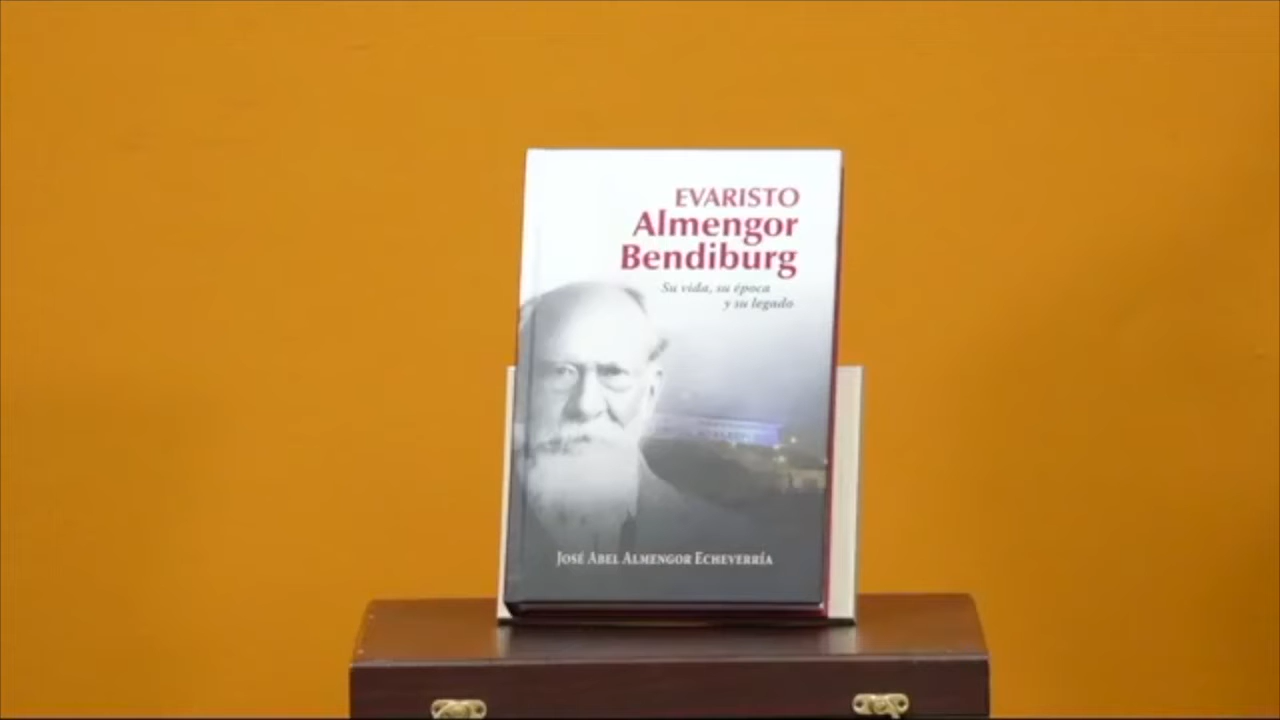 EVARISTO
Almengor
Bendiburg
Su vida, su época
y su legado
JOSÉ ABEL ALMENGOR ECHEVERRÍA